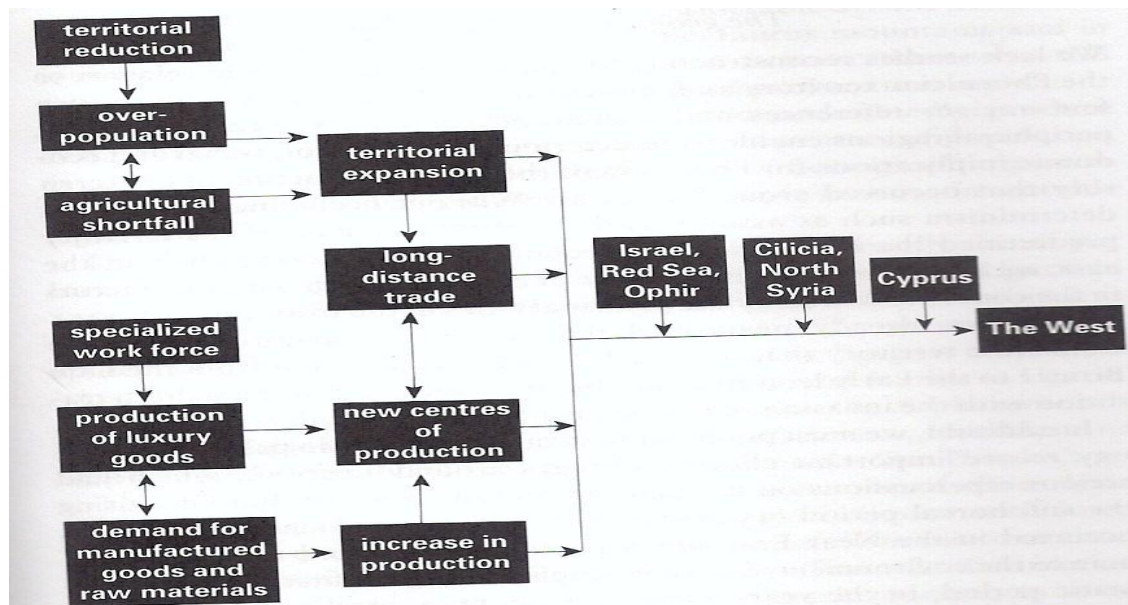 territorial
reduction
over-
population
agricultural
shortfall
territorial
expansion
long-
distance
trade
specialized
work force
production
of luxury
goods
new centres
of
production
demand for
manufactured
goods and
raw materials
increase in
production
Israel,
Red Sea,
Ophir
Cilicia,
North
Syria
Cyprus
The West